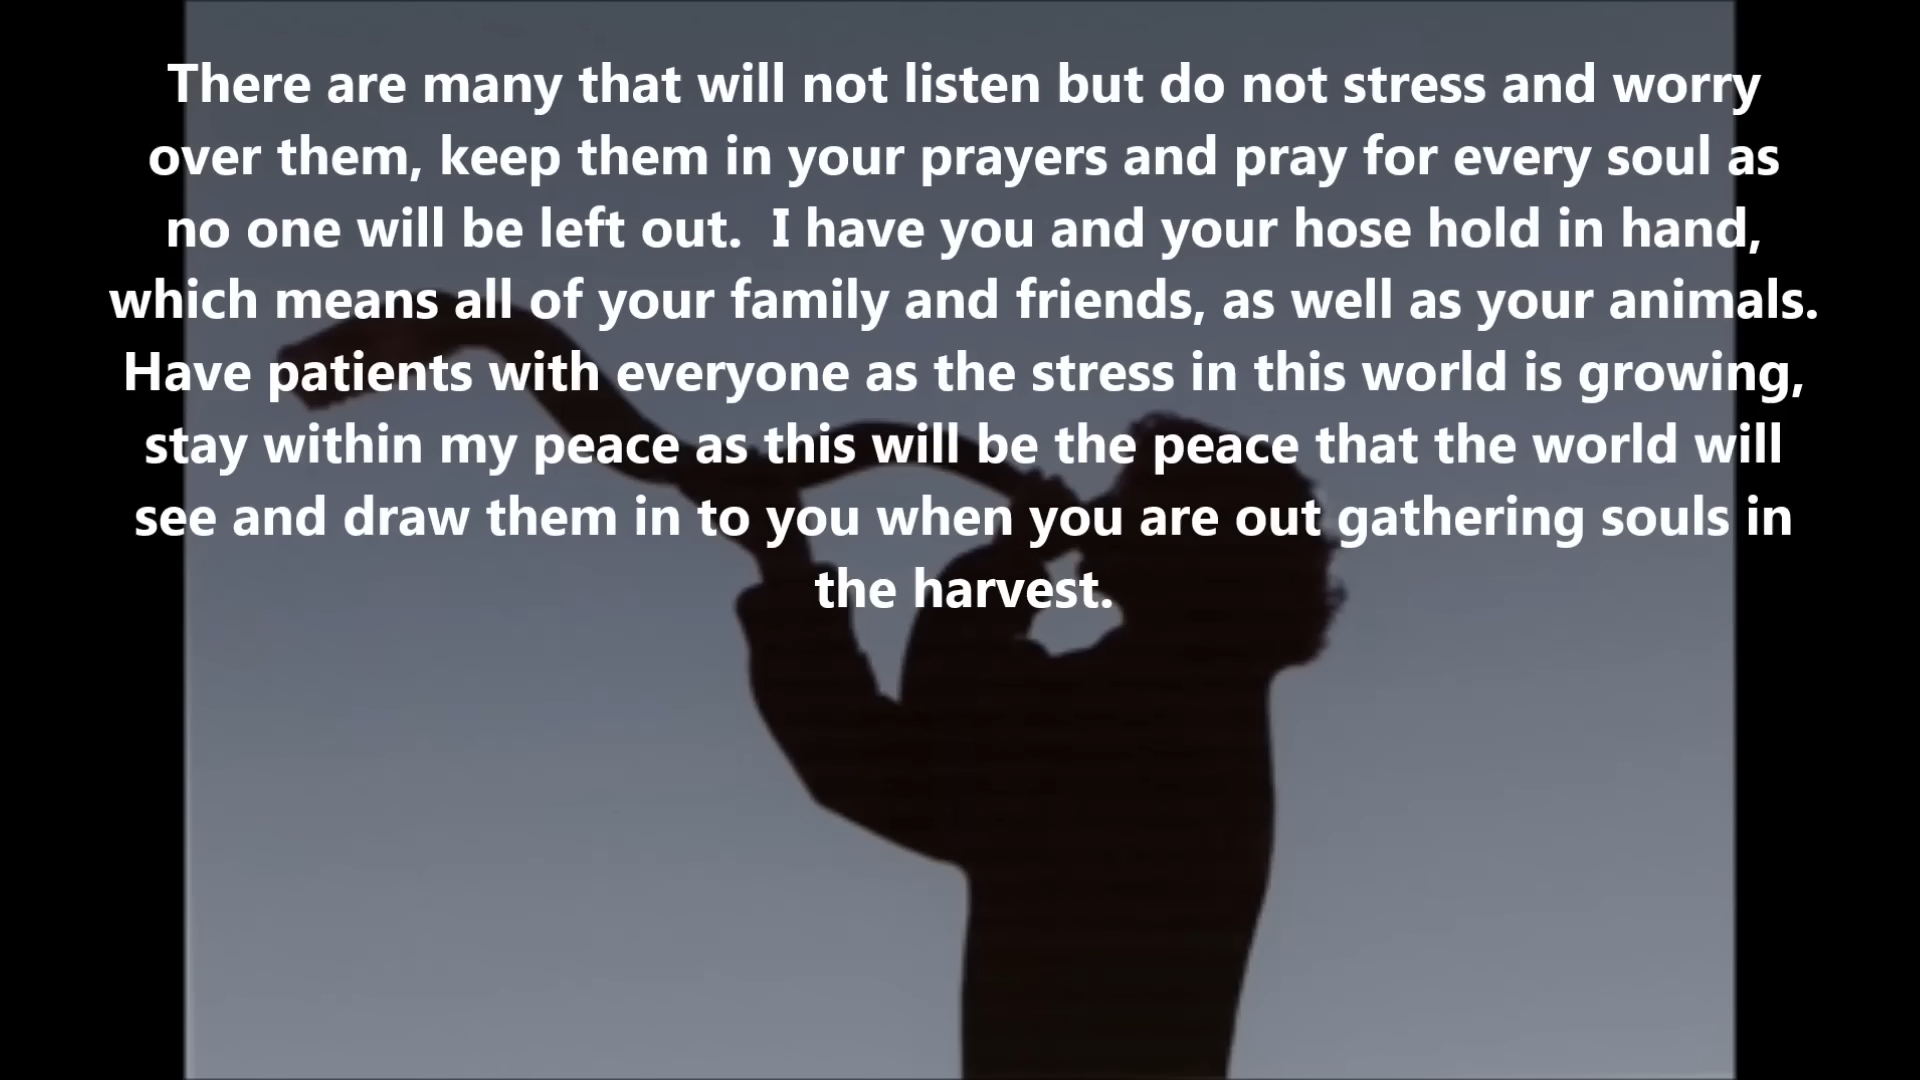 There are many that will not listen but do not stress and worry
over them, keep them in your prayers and pray for every soul as
no one will be left out.  I have you and your hose hold in hand,
which means all of your family and friends, as well as your animals.
Have patients with everyone as the stress in this world is growing,
stay within my peace as this will be the peace that the world will
see and draw them in to you when you are out gathering souls in
the harvest.